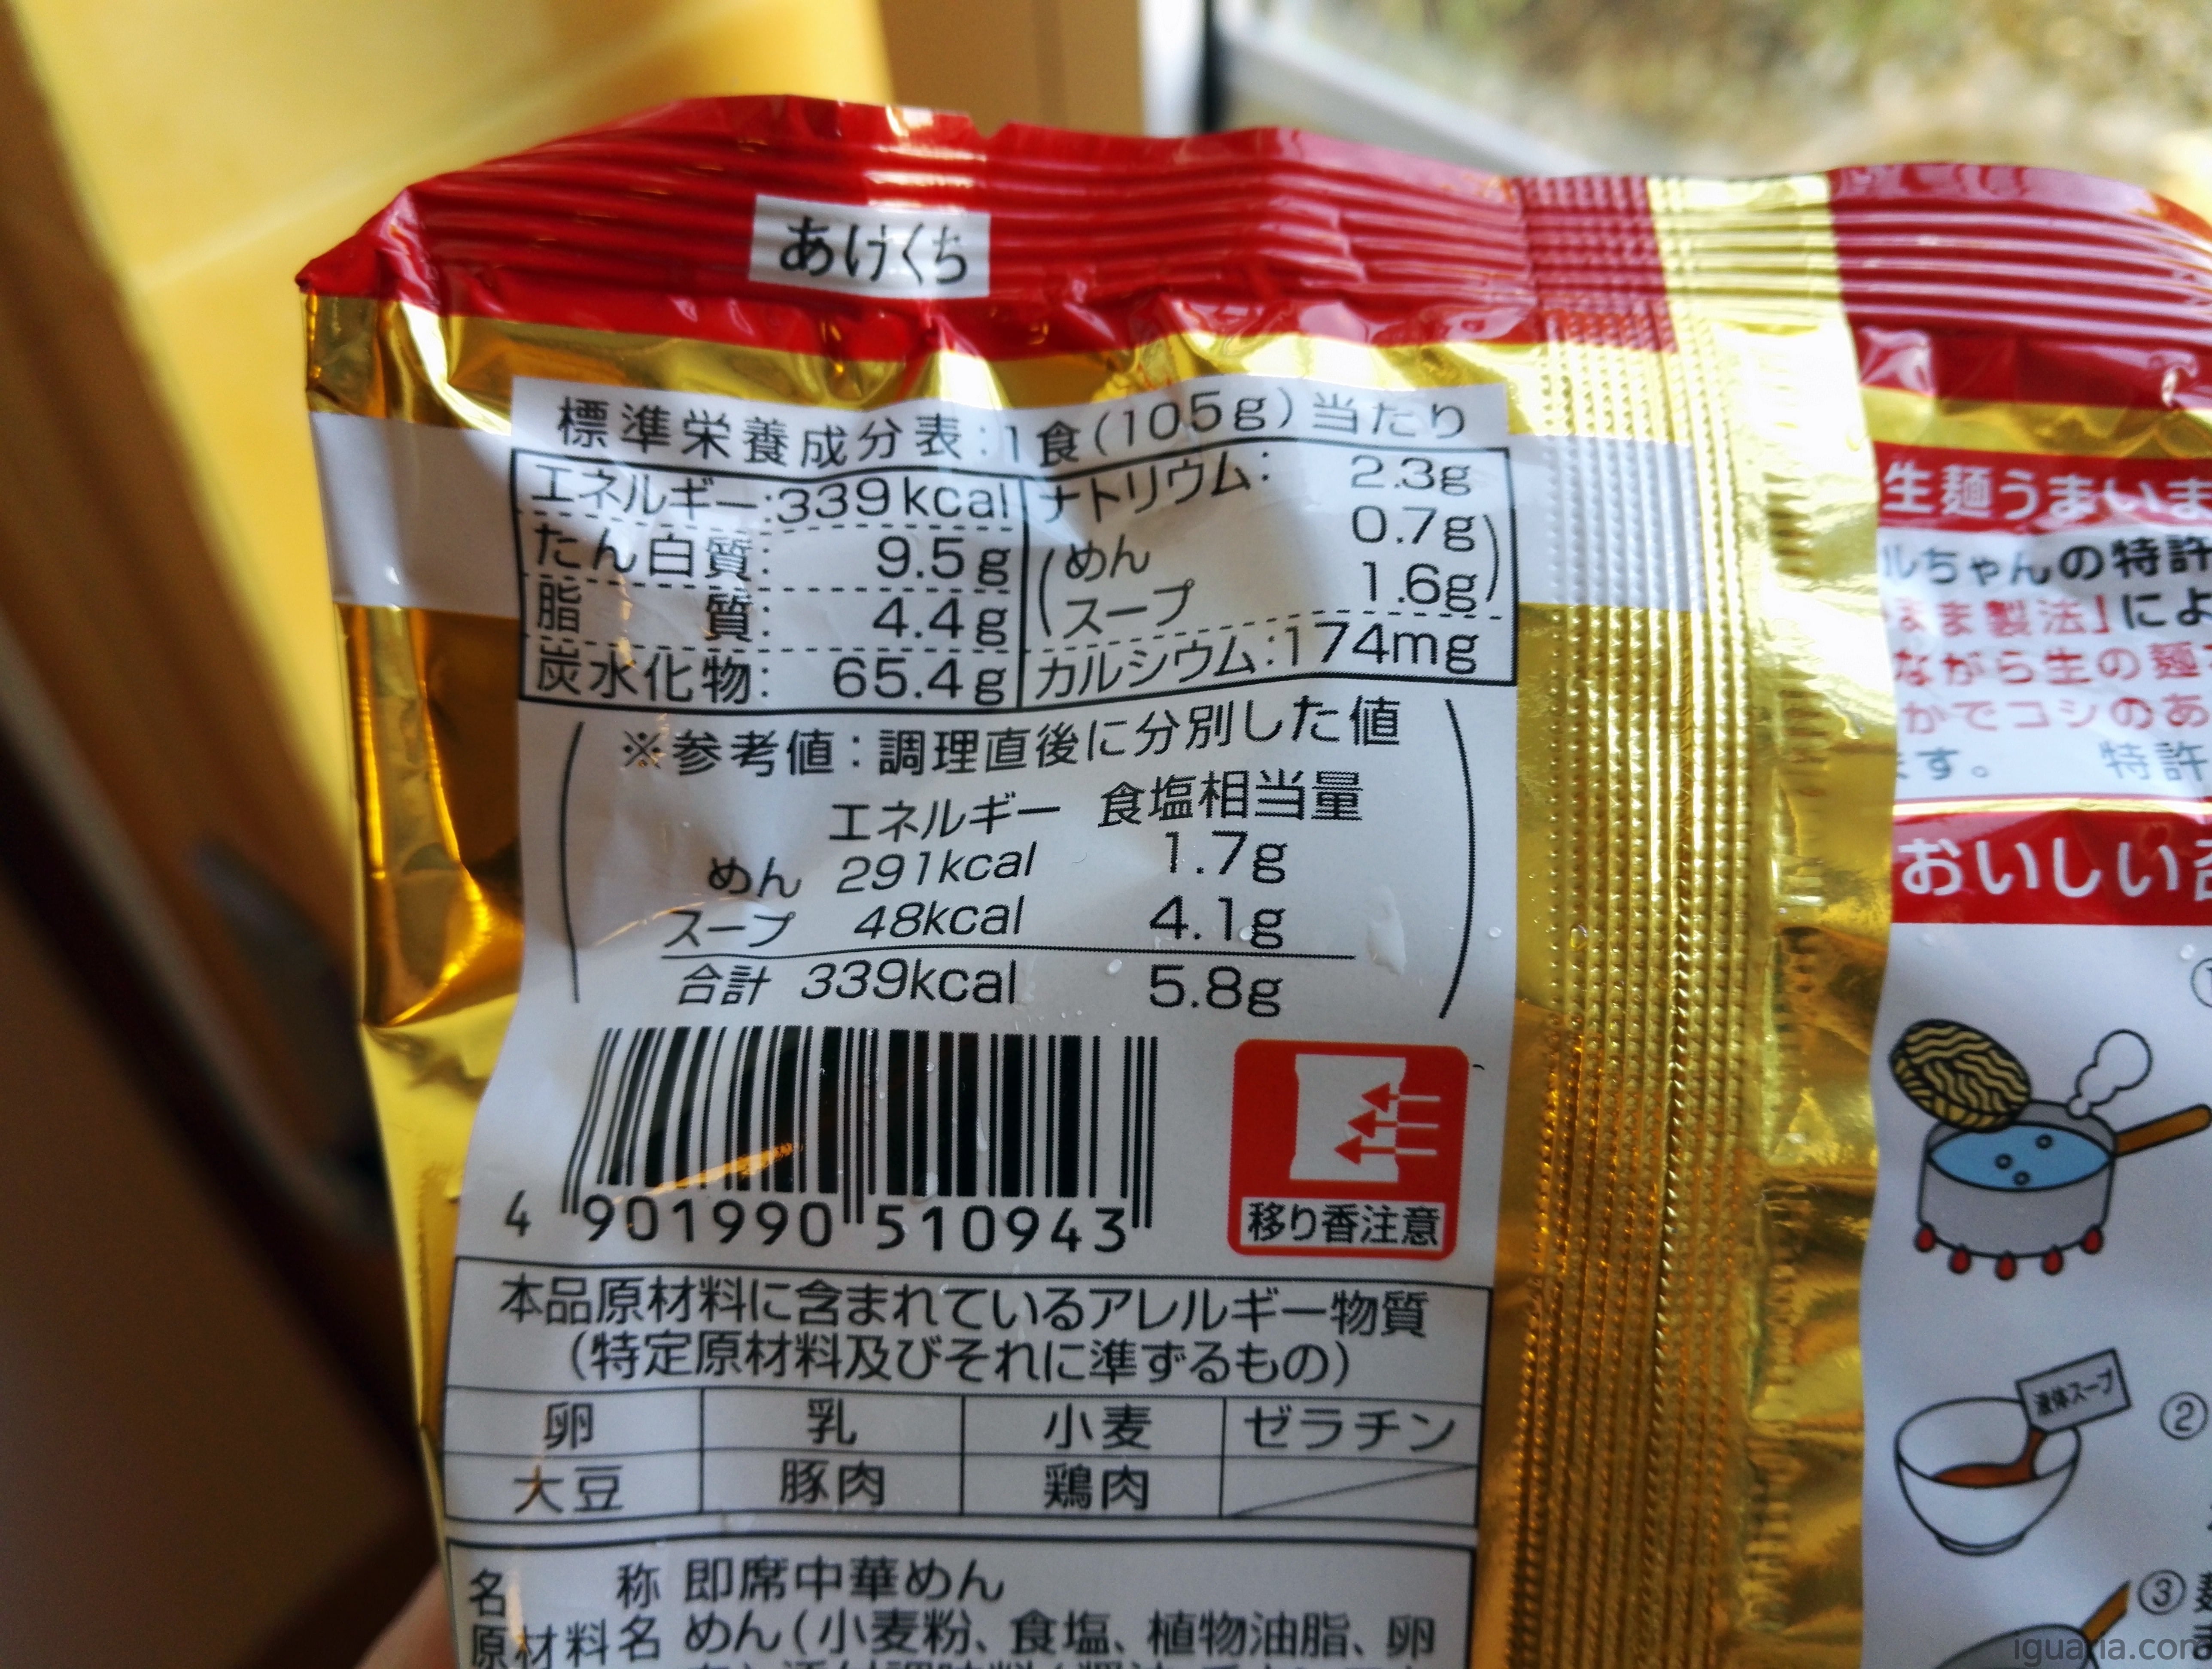 あけくち
標準栄養成分表:1食(105g)当たり
エネルギー:339kcal
たん白質: 9.5g
脂 質: 4.4g
炭水化物: 65.4g
ナトリウム: 2.3g
(めん 0.7g)
(スープ 1.6g)
カルシウム:174mg
※参考値:調理直後に分別した値
エネルギー 食塩相当量
めん 291kcal 1.7g
スープ 48kcal 4.1g
合計 339kcal 5.8g
4 901990 510943
移り香注意
本品原材料に含まれているアレルギー物質
(特定原材料及びそれに準ずるもの)
卵 乳 小麦 ゼラチン
大豆 豚肉 鶏肉
名 称 即席中華めん
原材料名 めん(小麦粉、食塩、植物油脂、卵
生麺うまいま
ルちゃんの特許
まま製法」によ
ながら生の麺
かでコシのあ
ます。 特許
おいしい
液体スープ
②
③
iguaria.com